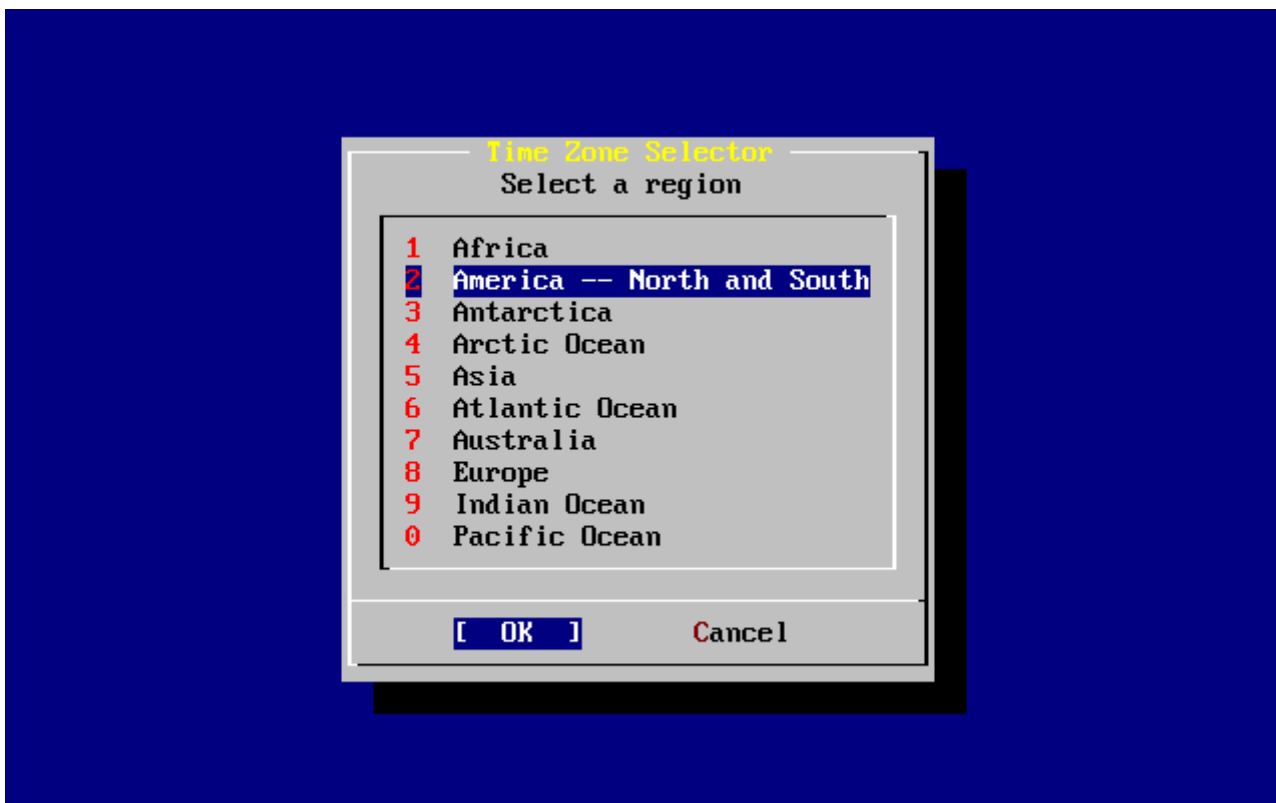 Time Zone Selector
Select a region
1 Africa
2 America -- North and South
3 Antarctica
4 Arctic Ocean
5 Asia
6 Atlantic Ocean
7 Australia
8 Europe
9 Indian Ocean
0 Pacific Ocean
[ OK ] Cancel